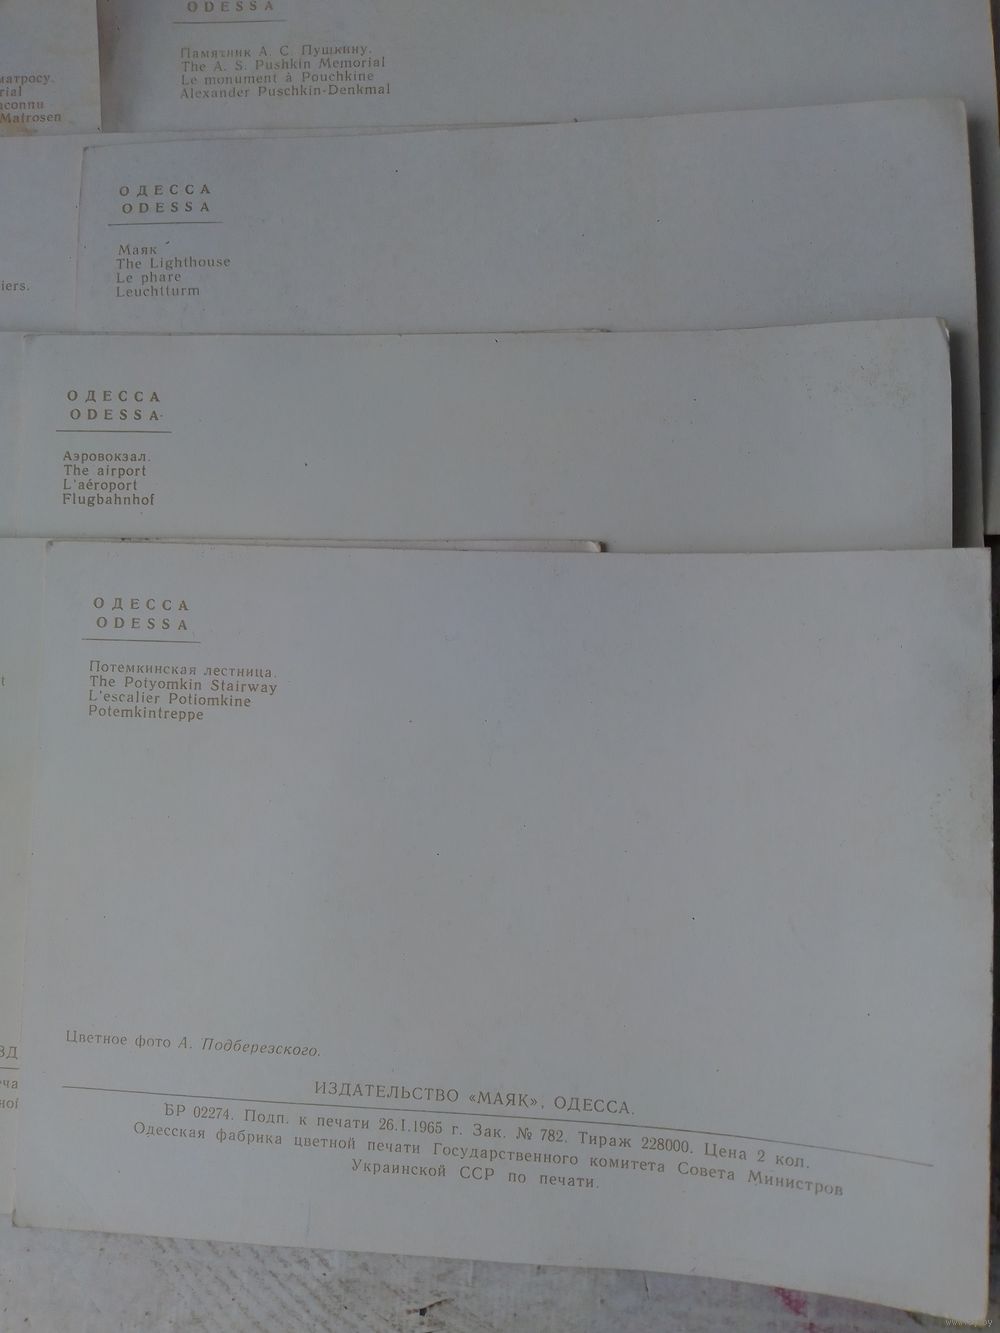 ODESSA
Памятник А. С. Пушкину.
The A. S. Pushkin Memorial
Le monument à Pouchkine
Alexander Puschkin-Denkmal
матросу.
Matrosen
ОДЕССА
ODESSA
Маяк
The Lighthouse
Le phare
Leuchtturm
iers.
ОДЕССА
ODESSA
Аэровокзал.
The airport
L'aéroport
Flugbahnhof
ОДЕССА
ODESSA
Потемкинская лестница.
The Potyomkin Stairway
L'escalier Potiomkine
Potemkintreppe
Цветное фото А. Подберезского.
ИЗДАТЕЛЬСТВО «МАЯК», ОДЕССА.
БР 02274. Подп. к печати 26.I.1965 г. Зак. № 782. Тираж 228000. Цена 2 коп.
Одесская фабрика цветной печати Государственного комитета Совета Министров
Украинской ССР по печати.